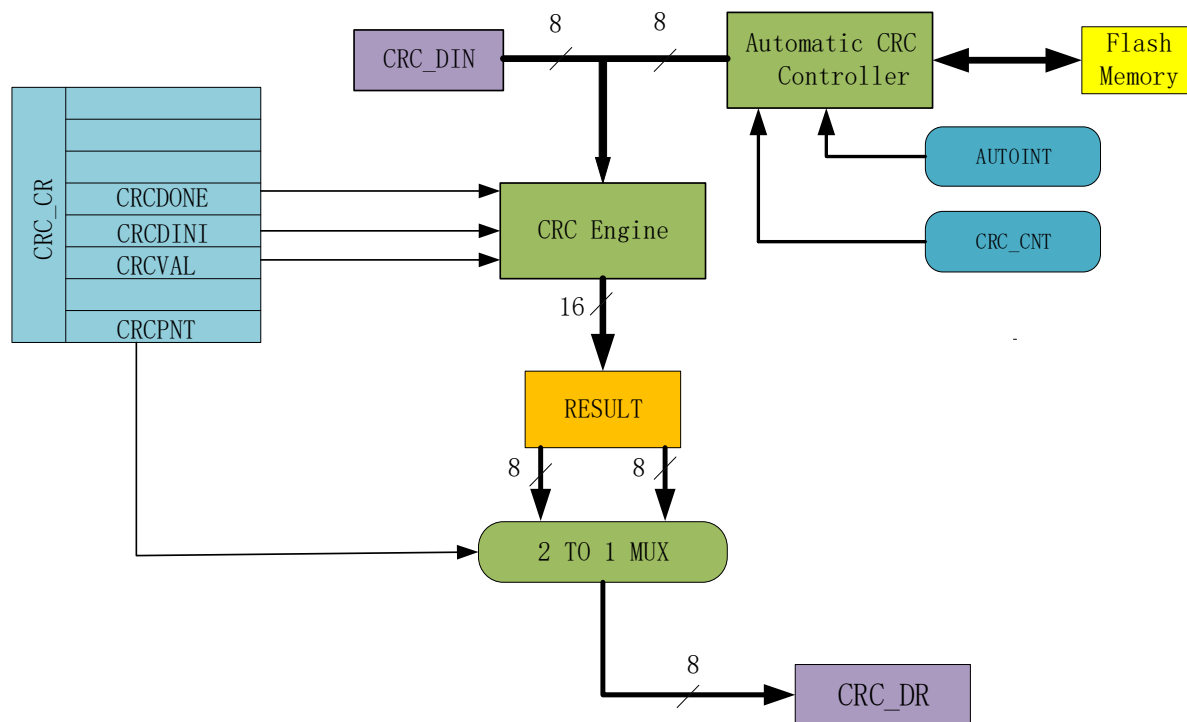 8
8
CRC_DIN
Automatic CRC
Controller
Flash
Memory
AUTOINT
CRC_CNT
CRC_CR
CRCDONE
CRCDINI
CRCVAL
CRCPNT
CRC Engine
16
RESULT
8
8
2 TO 1 MUX
8
CRC_DR
-